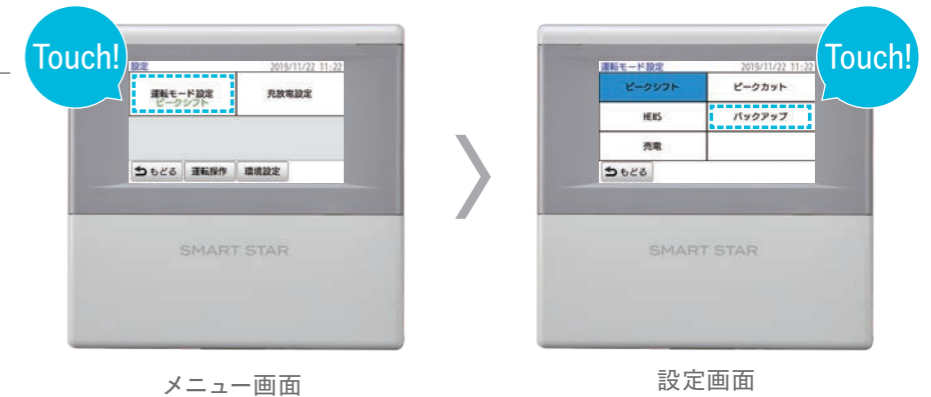 Touch!
設定 2019/11/22 11:22
運転モード設定 充放電設定
ピークシフト
もどる 運転操作 環境設定
SMART STAR
メニュー画面
Touch!
運転モード設定 2019/11/22 11:22
ピークシフト ピークカット
HEMS バックアップ
売電
もどる
SMART STAR
設定画面